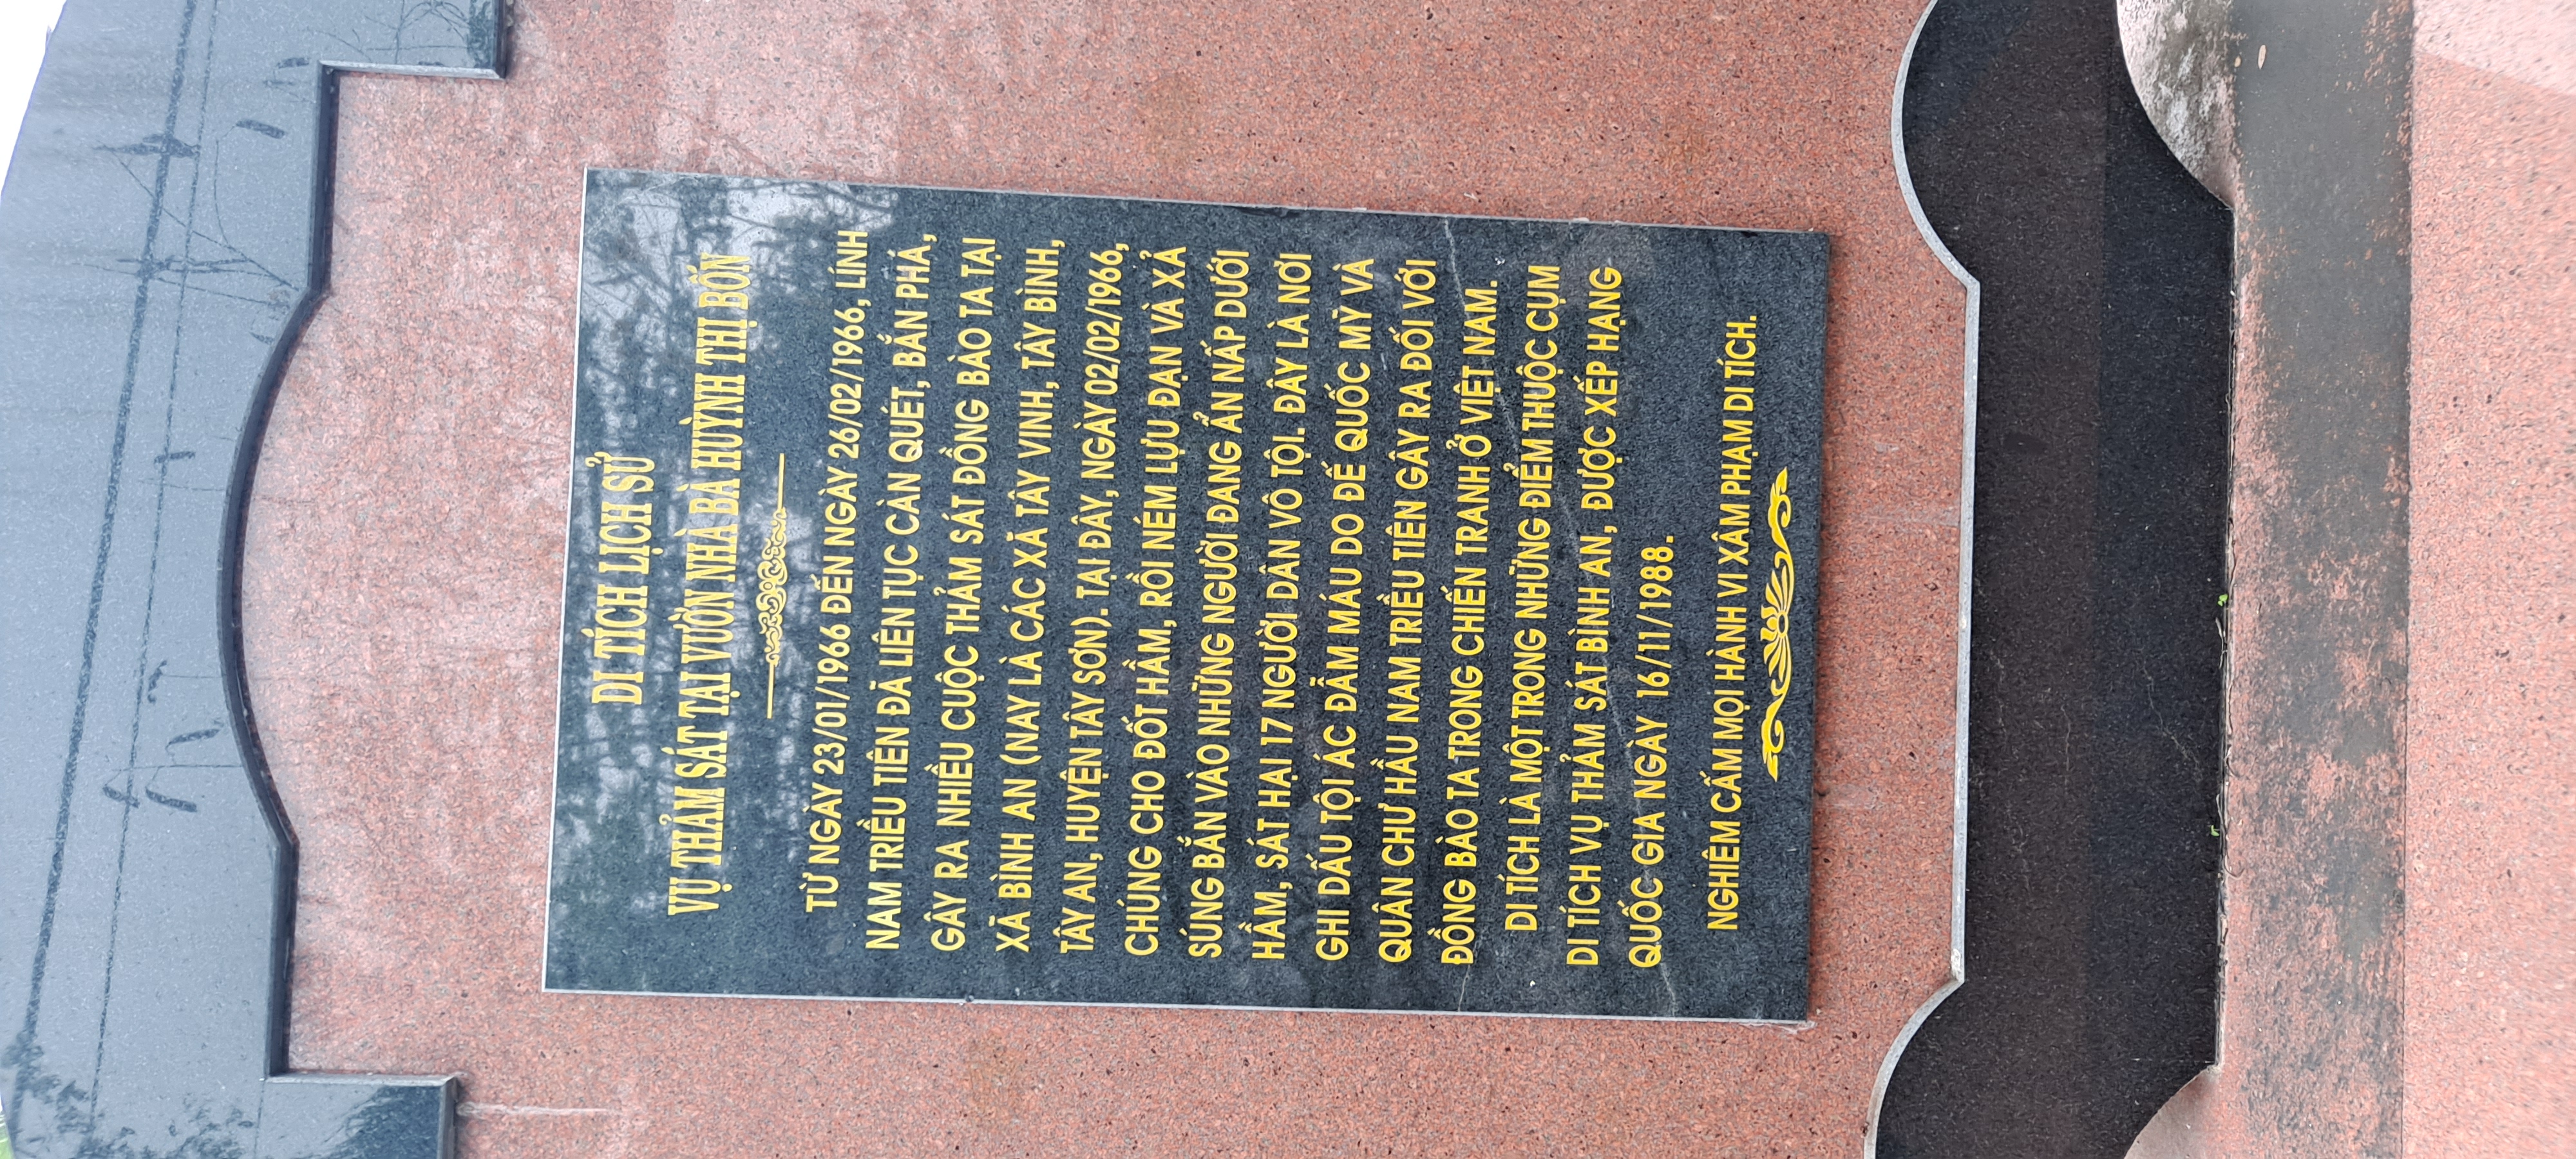 DI TÍCH LỊCH SỬ
VỤ THẢM SÁT TẠI VƯỜN NHÀ BÀ HUỲNH THỊ BỐN
TỪ NGÀY 23/01/1966 ĐẾN NGÀY 26/02/1966, LÍNH
NAM TRIỀU TIÊN ĐÃ LIÊN TỤC CÀN QUÉT, BẮN PHÁ,
GÂY RA NHIỀU CUỘC THẢM SÁT ĐỒNG BÀO TA TẠI
XÃ BÌNH AN (NAY LÀ CÁC XÃ TÂY VINH, TÂY BÌNH,
TÂY AN, HUYỆN TÂY SƠN). TẠI ĐÂY, NGÀY 02/02/1966,
CHÚNG CHO ĐỐT HẦM, RỒI NÉM LỰU ĐẠN VÀ XẢ
SÚNG BẮN VÀO NHỮNG NGƯỜI ĐANG ẨN NẤP DƯỚI
HẦM, SÁT HẠI 17 NGƯỜI DÂN VÔ TỘI. ĐÂY LÀ NƠI
GHI DẤU TỘI ÁC ĐẪM MÁU DO ĐẾ QUỐC MỸ VÀ
QUÂN CHƯ HẦU NAM TRIỀU TIÊN GÂY RA ĐỐI VỚI
ĐỒNG BÀO TA TRONG CHIẾN TRANH Ở VIỆT NAM.
DI TÍCH LÀ MỘT TRONG NHỮNG ĐIỂM THUỘC CỤM
DI TÍCH VỤ THẢM SÁT BÌNH AN, ĐƯỢC XẾP HẠNG
QUỐC GIA NGÀY 16/11/1988.
NGHIÊM CẤM MỌI HÀNH VI XÂM PHẠM DI TÍCH.